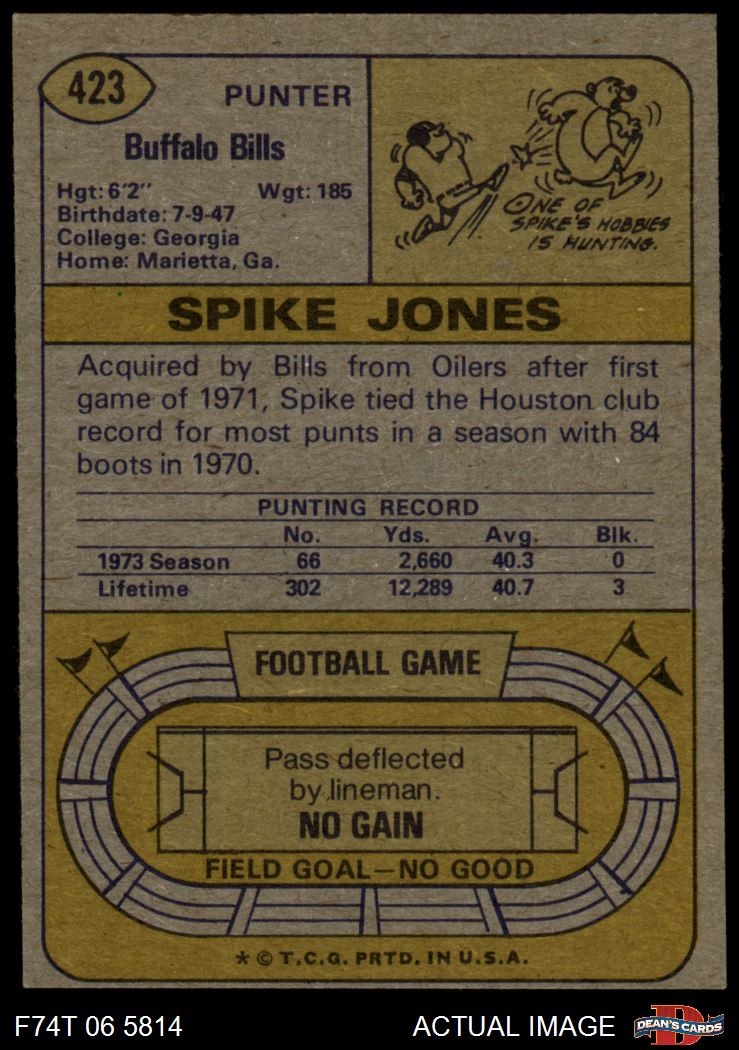 423
PUNTER
Buffalo Bills
Hgt: 6'2" Wgt: 185
Birthdate: 7-9-47
College: Georgia
Home: Marietta, Ga.
ONE OF
SPIKE'S HOBBIES
IS HUNTING.
SPIKE JONES
Acquired by Bills from Oilers after first
game of 1971, Spike tied the Houston club
record for most punts in a season with 84
boots in 1970.
PUNTING RECORD
No. Yds. Avg. Blk.
1973 Season 66 2,660 40.3 0
Lifetime 302 12,289 40.7 3
FOOTBALL GAME
Pass deflected
by lineman.
NO GAIN
FIELD GOAL—NO GOOD
* © T.C.G. PRTD. IN U.S.A.
F74T 06 5814 ACTUAL IMAGE D DEAN'S CARDS